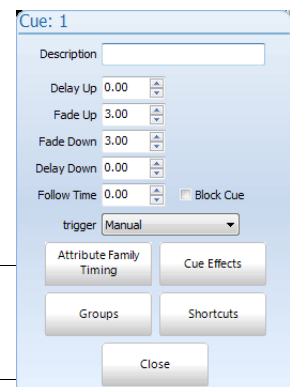 Cue: 1
Description
Delay Up 0.00
Fade Up 3.00
Fade Down 3.00
Delay Down 0.00
Follow Time 0.00 Block Cue
trigger Manual
Attribute Family
Timing
Cue Effects
Groups Shortcuts
Close